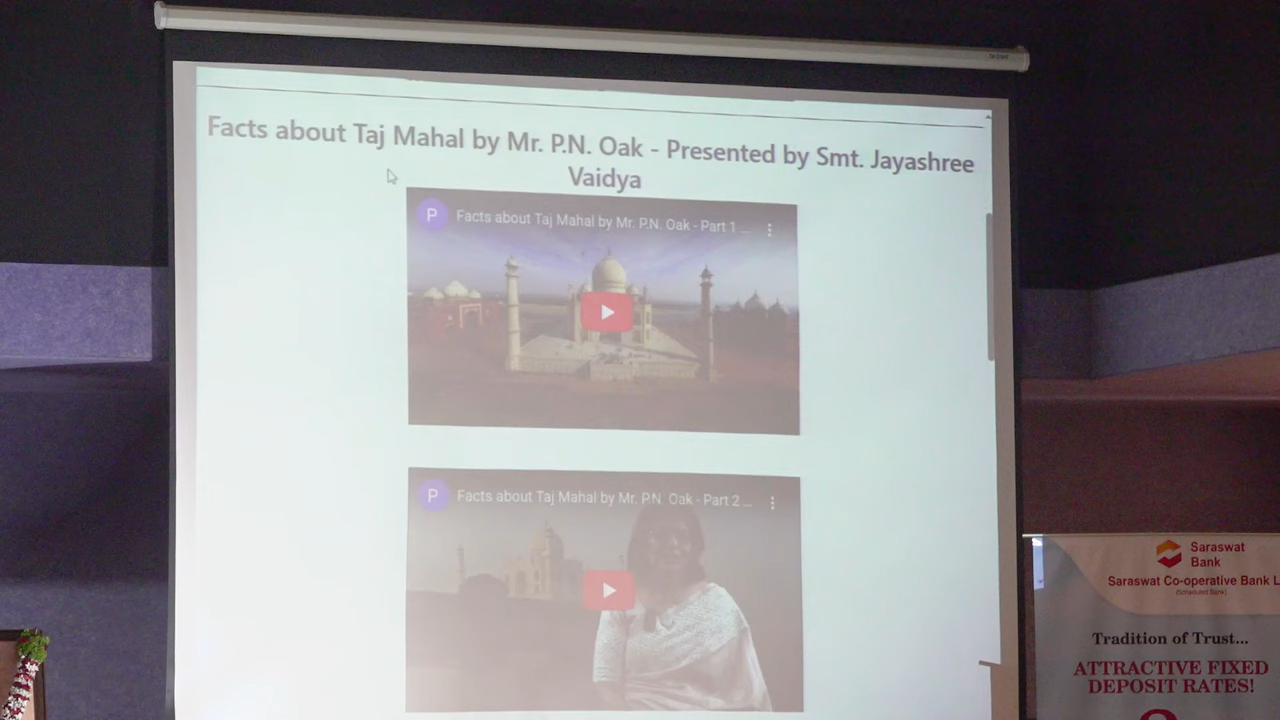 Facts about Taj Mahal by Mr. P.N. Oak - Presented by Smt. Jayashree
Vaidya
P
Facts about Taj Mahal by Mr. P.N. Oak - Part 1 ...
P
Facts about Taj Mahal by Mr. P.N. Oak - Part 2 ...
Saraswat
Bank
Saraswat Co-operative Bank L
(Scheduled Bank)
Tradition of Trust...
ATTRACTIVE FIXED
DEPOSIT RATES!